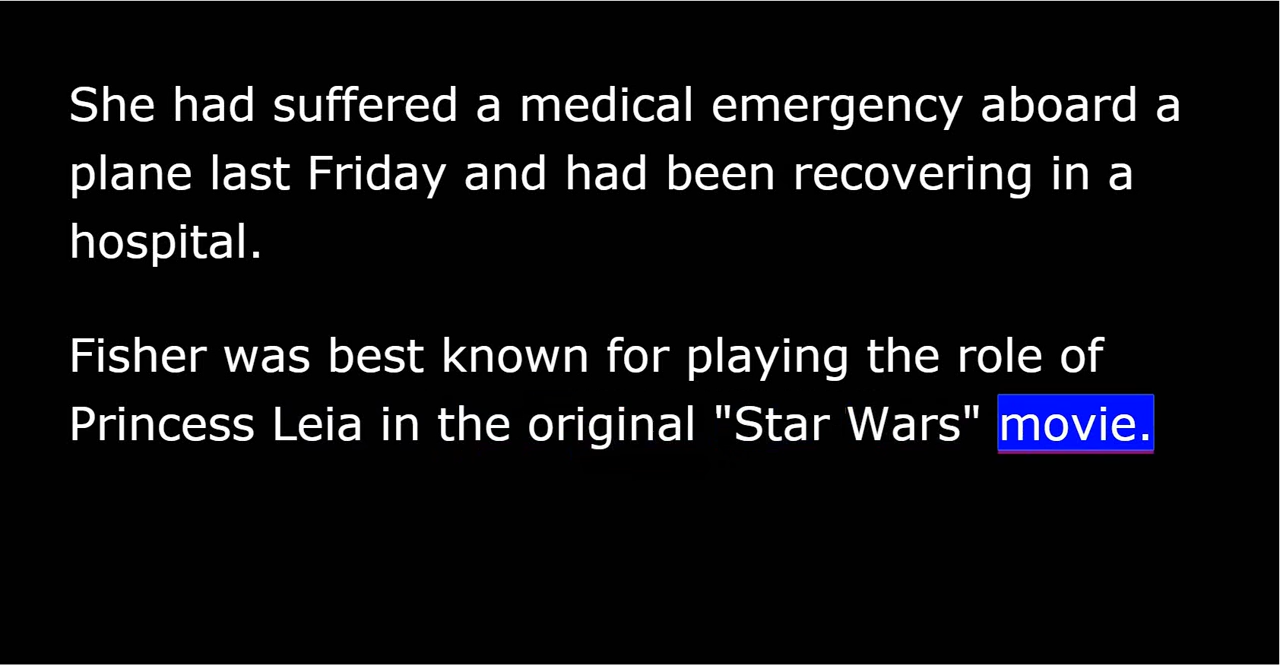 She had suffered a medical emergency aboard a
plane last Friday and had been recovering in a
hospital.
Fisher was best known for playing the role of
Princess Leia in the original "Star Wars" movie.